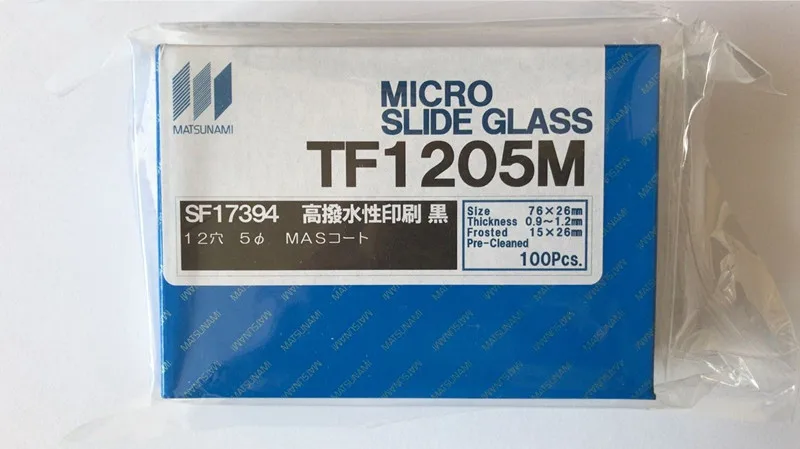 MATSUNAMI
MICRO
SLIDE GLASS
TF1205M
SF17394 高撥水性印刷 黒
12穴 5φ MASコート
Size 76×26mm
Thickness 0.9~1.2mm
Frosted 15×26mm
Pre-Cleaned
100Pcs.
MATSUNAMI